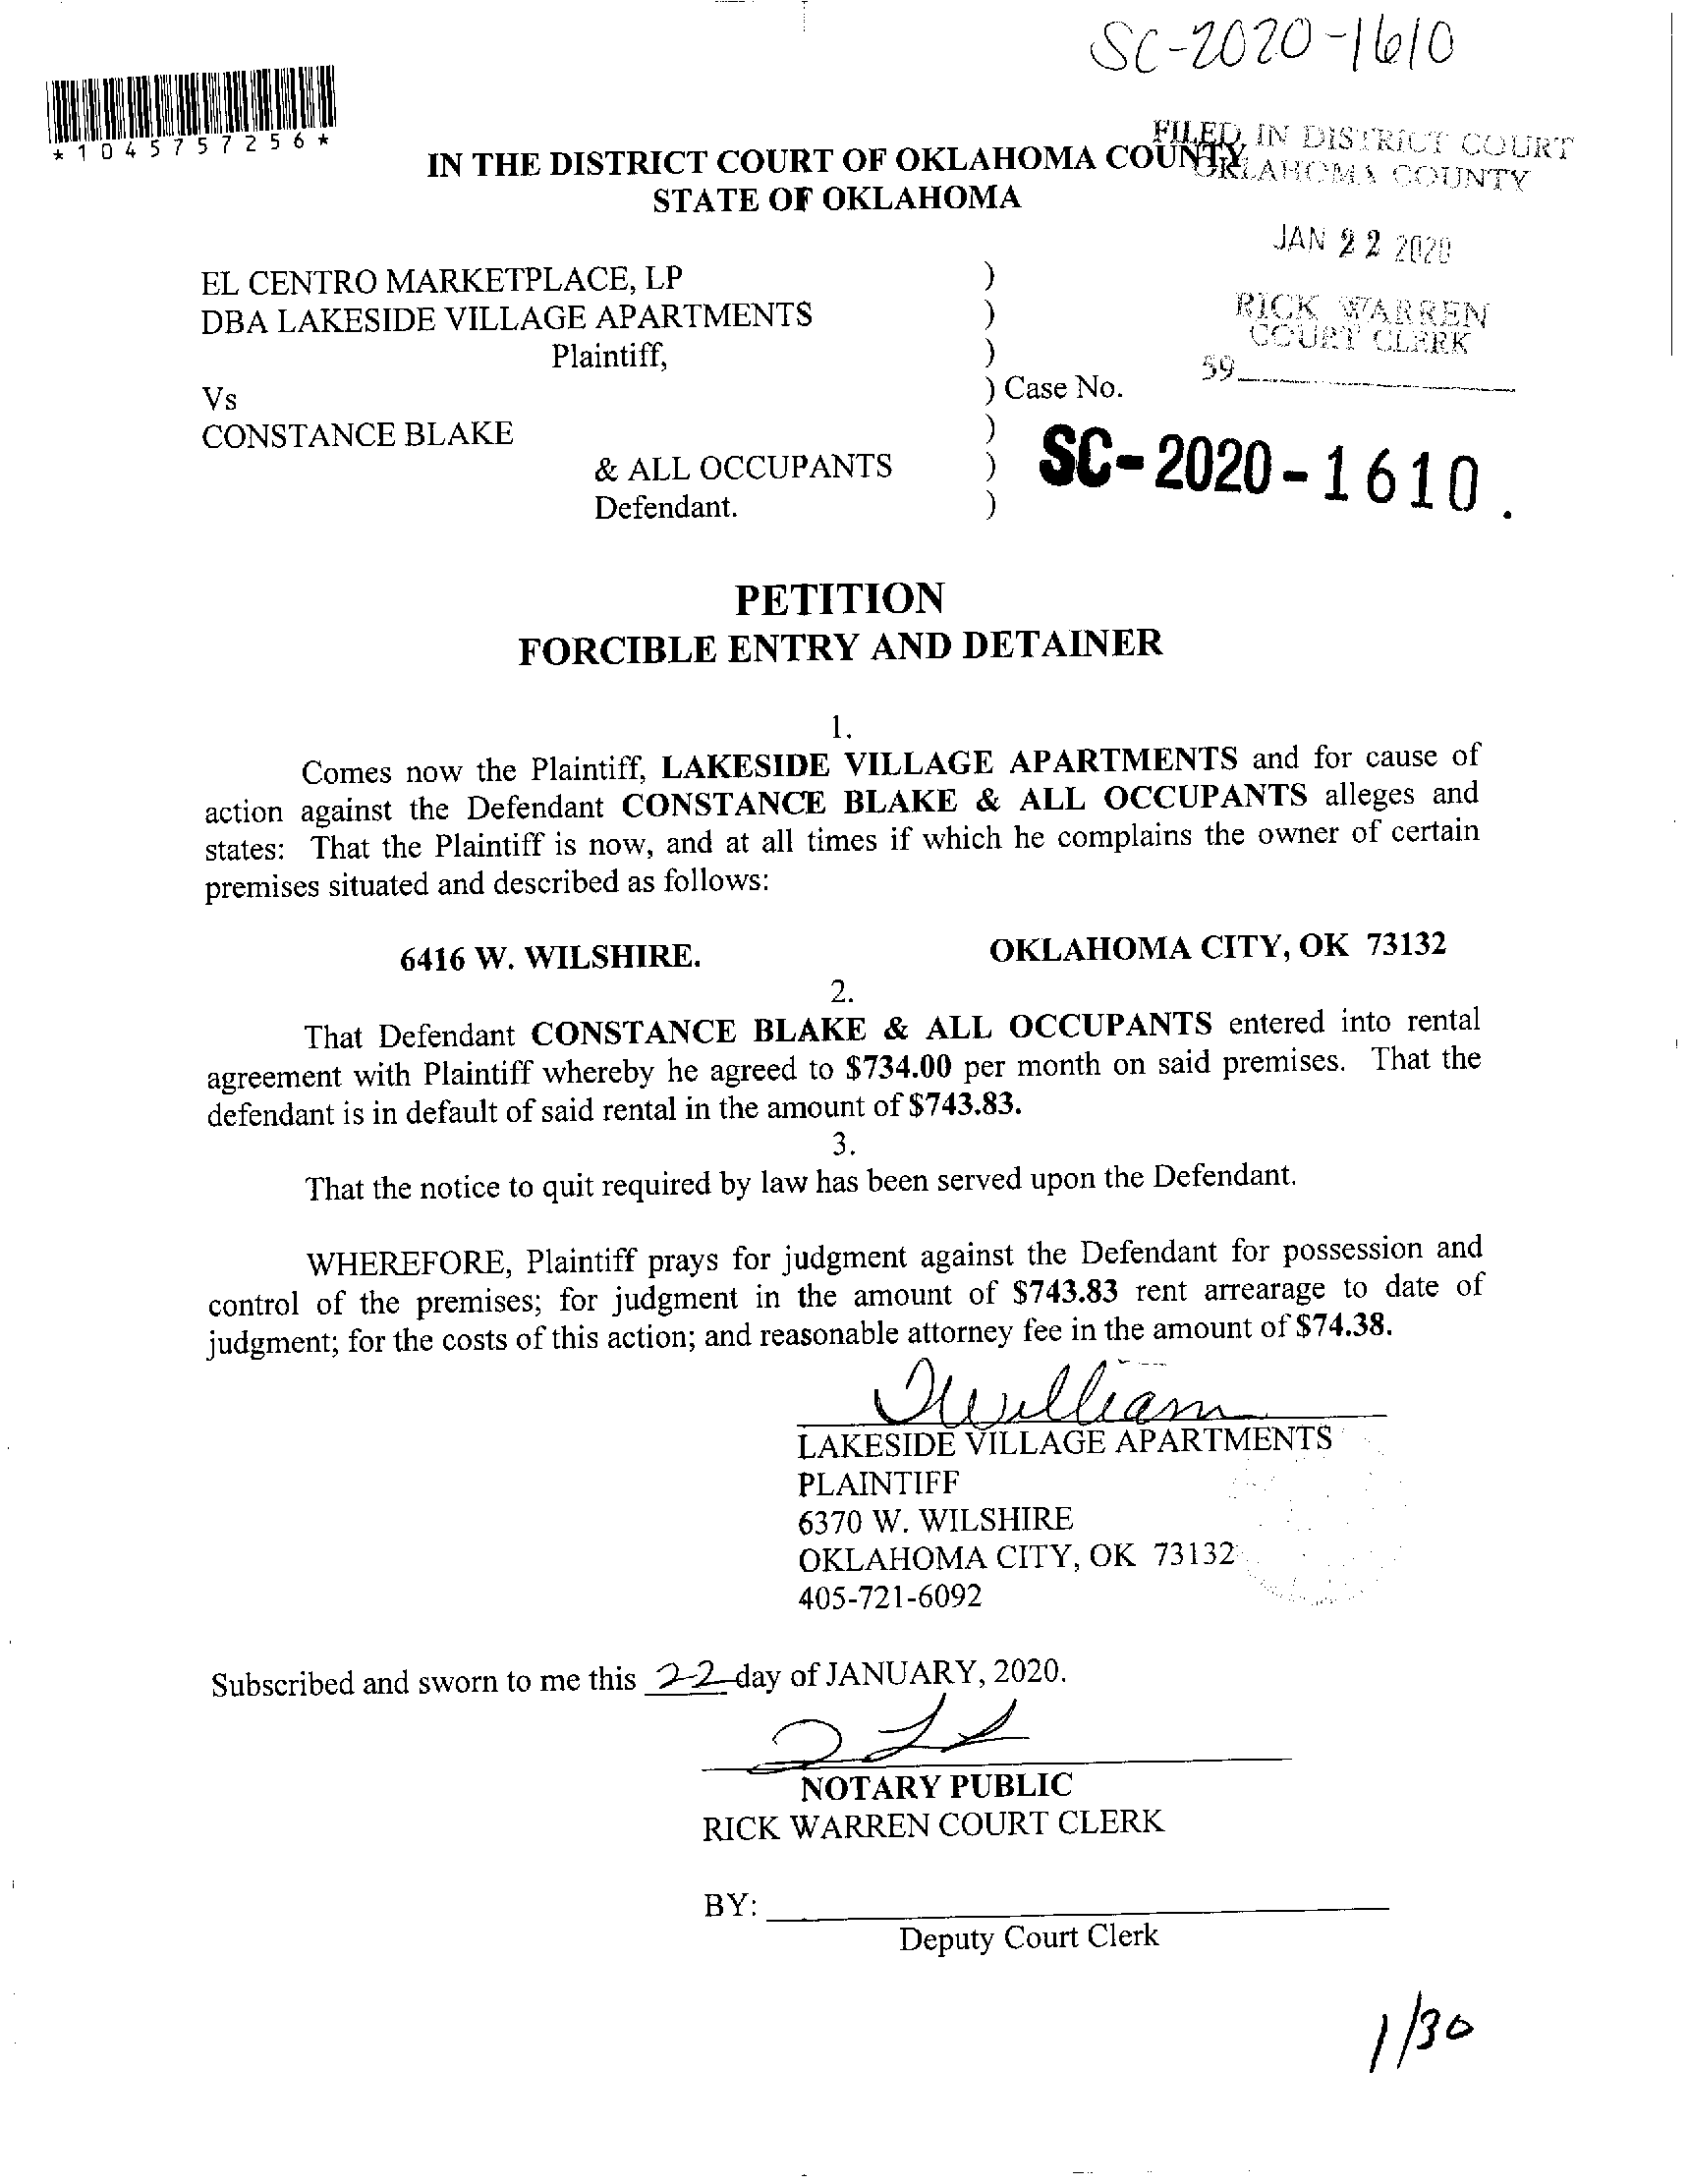 SC-2020-1610
*1045757256*
FILED IN DISTRICT COURT
OKLAHOMA COUNTY
IN THE DISTRICT COURT OF OKLAHOMA COUNTY
STATE OF OKLAHOMA
JAN 22 2020
RICK WARREN
COURT CLERK
59
EL CENTRO MARKETPLACE, LP )
DBA LAKESIDE VILLAGE APARTMENTS )
Plaintiff, )
Vs ) Case No.
CONSTANCE BLAKE )
& ALL OCCUPANTS ) SC-2020-1610.
Defendant. )
PETITION
FORCIBLE ENTRY AND DETAINER
1.
Comes now the Plaintiff, LAKESIDE VILLAGE APARTMENTS and for cause of
action against the Defendant CONSTANCE BLAKE & ALL OCCUPANTS alleges and
states: That the Plaintiff is now, and at all times if which he complains the owner of certain
premises situated and described as follows:
6416 W. WILSHIRE. OKLAHOMA CITY, OK 73132
2.
That Defendant CONSTANCE BLAKE & ALL OCCUPANTS entered into rental
agreement with Plaintiff whereby he agreed to $734.00 per month on said premises. That the
defendant is in default of said rental in the amount of $743.83.
3.
That the notice to quit required by law has been served upon the Defendant.
WHEREFORE, Plaintiff prays for judgment against the Defendant for possession and
control of the premises; for judgment in the amount of $743.83 rent arrearage to date of
judgment; for the costs of this action; and reasonable attorney fee in the amount of $74.38.
LAKESIDE VILLAGE APARTMENTS
PLAINTIFF
6370 W. WILSHIRE
OKLAHOMA CITY, OK 73132
405-721-6092
Subscribed and sworn to me this 22 day of JANUARY, 2020.
NOTARY PUBLIC
RICK WARREN COURT CLERK
BY:
Deputy Court Clerk
1/30